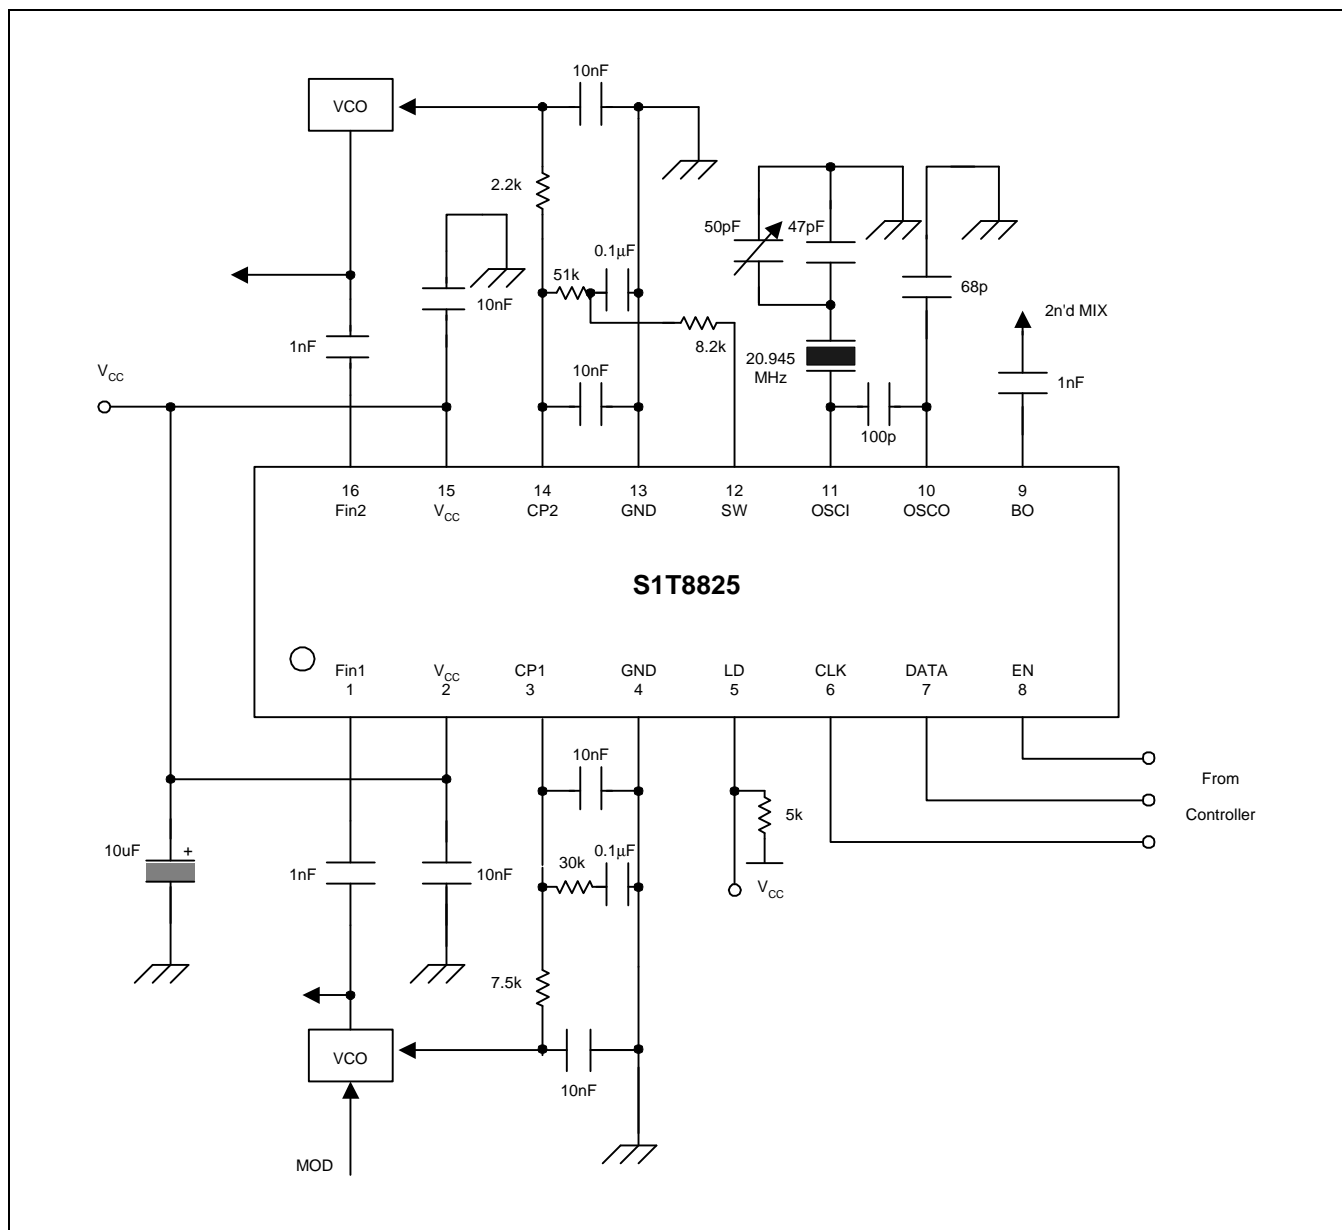 10nF
VCO
2.2k
50pF
47pF
0.1µF
51k
10nF
68p
2n'd MIX
1nF
8.2k
20.945
MHz
10nF
VCC
1nF
100p
16
15
14
13
12
11
10
9
Fin2
VCC
CP2
GND
SW
OSCI
OSCO
BO
S1T8825
Fin1
VCC
CP1
GND
LD
CLK
DATA
EN
1
2
3
4
5
6
7
8
10nF
From
Controller
5k
10uF
+
1nF
10nF
30k
0.1µF
VCC
7.5k
VCO
10nF
MOD